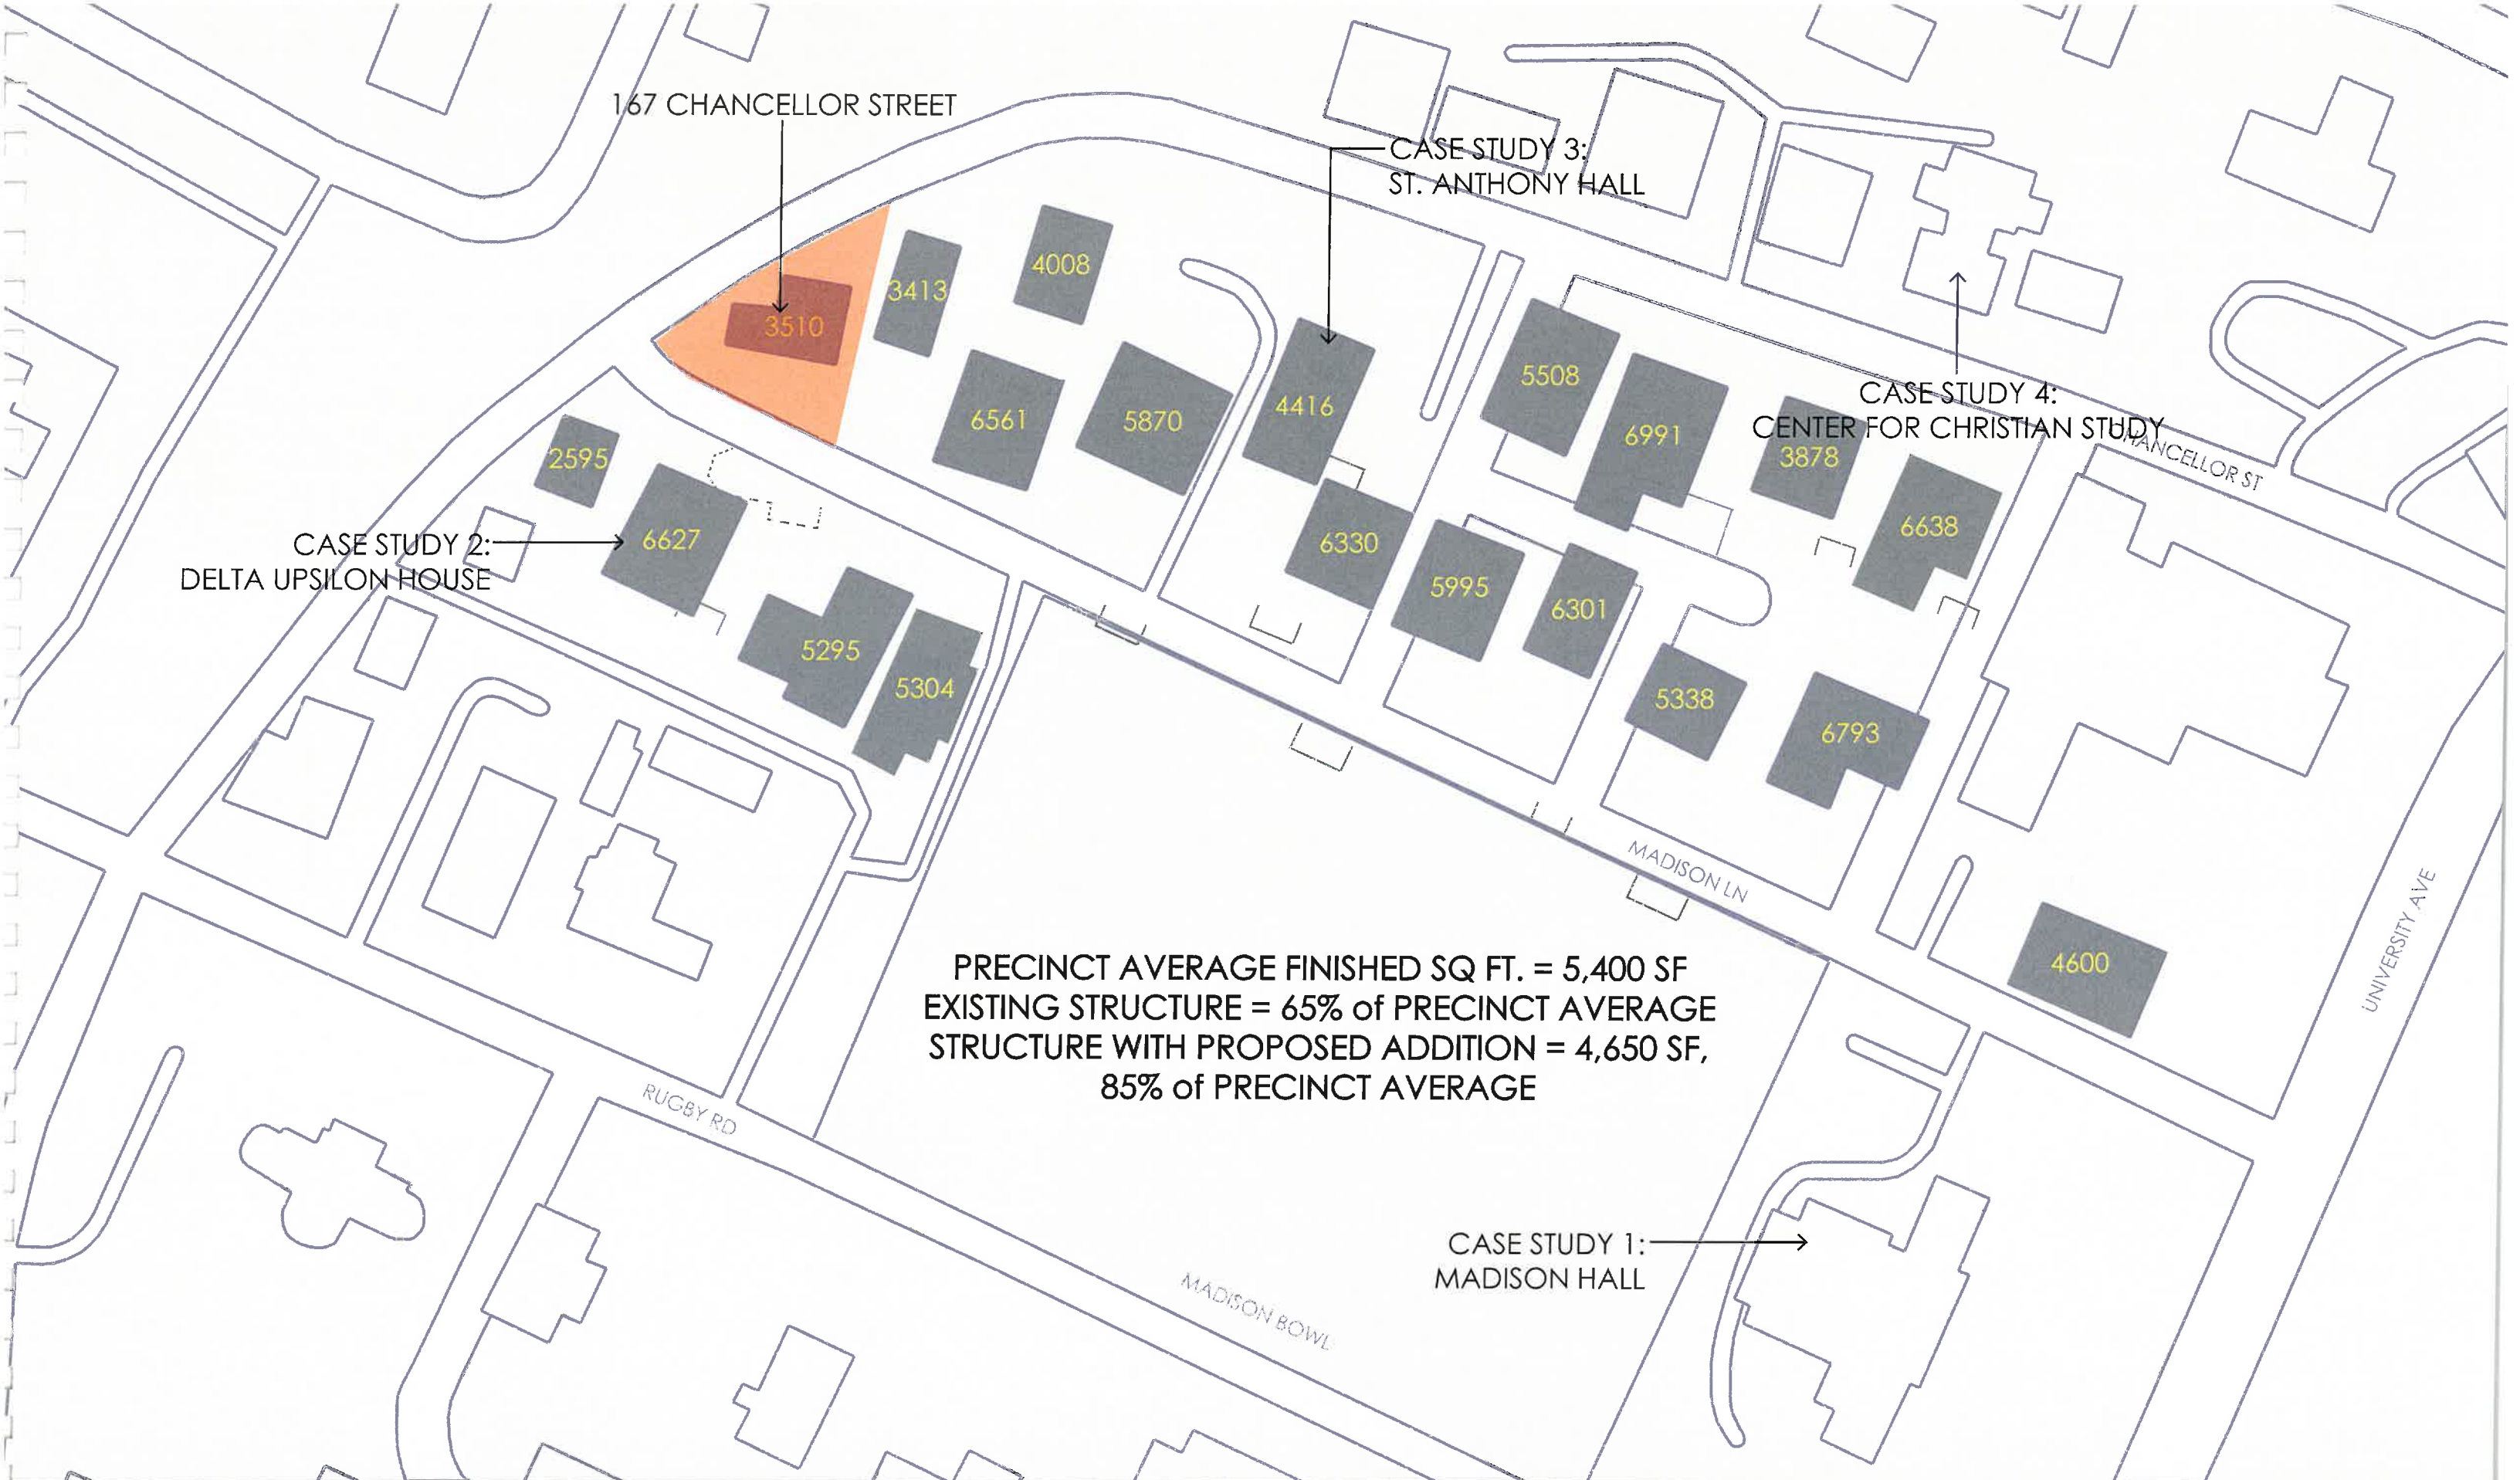 167 CHANCELLOR STREET
CASE STUDY 3:
ST. ANTHONY HALL
4008
3413
3510
CASE STUDY 4:
CENTER FOR CHRISTIAN STUDY
5508
4416
6561
5870
6991
3878
CHANCELLOR ST
2595
6627
CASE STUDY 2:
DELTA UPSILON HOUSE
6330
6638
5995
6301
5295
5304
5338
6793
MADISON LN
UNIVERSITY AVE
4600
PRECINCT AVERAGE FINISHED SQ FT. = 5,400 SF
EXISTING STRUCTURE = 65% of PRECINCT AVERAGE
STRUCTURE WITH PROPOSED ADDITION = 4,650 SF,
85% of PRECINCT AVERAGE
RUGBY RD
CASE STUDY 1:
MADISON HALL
MADISON BOWL